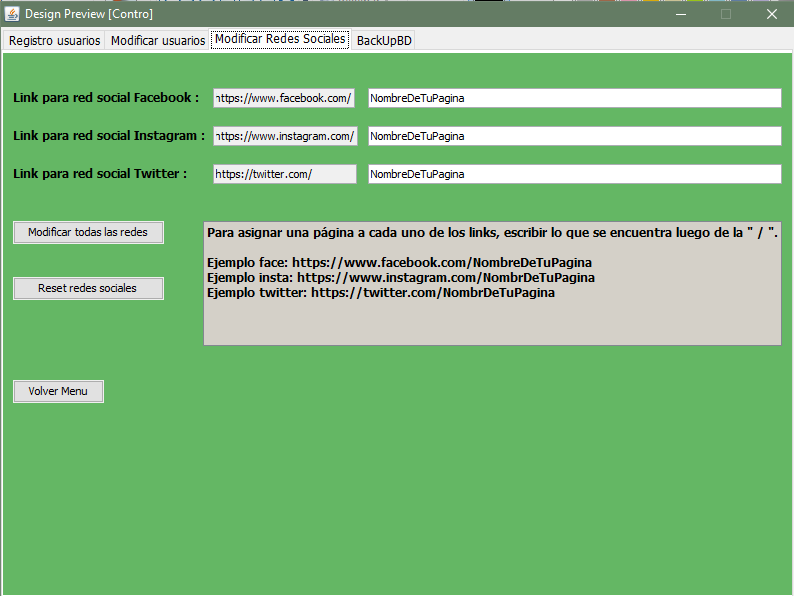 Design Preview [Contro]
Registro usuarios Modificar usuarios Modificar Redes Sociales BackUpBD
Link para red social Facebook : https://www.facebook.com/ NombreDeTuPagina
Link para red social Instagram : https://www.instagram.com/ NombreDeTuPagina
Link para red social Twitter : https://twitter.com/ NombreDeTuPagina
Modificar todas las redes
Para asignar una página a cada uno de los links, escribir lo que se encuentra luego de la " / ".
Ejemplo face: https://www.facebook.com/NombreDeTuPagina
Ejemplo insta: https://www.instagram.com/NombrDeTuPagina
Ejemplo twitter: https://twitter.com/NombrDeTuPagina
Reset redes sociales
Volver Menu